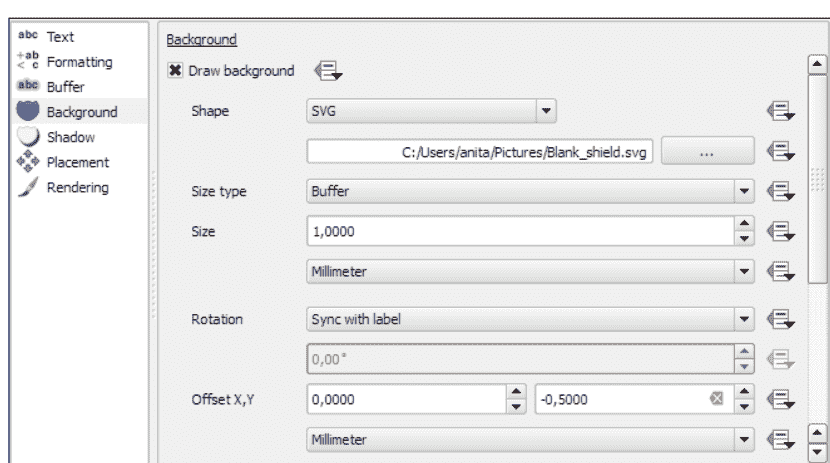 abc Text
+ab
< c Formatting
abc Buffer
Background
Shadow
Placement
Rendering
Background
Draw background
Shape SVG
C:/Users/anita/Pictures/Blank_shield.svg ...
Size type Buffer
Size 1,0000
Millimeter
Rotation Sync with label
0,00°
Offset X,Y 0,0000 -0,5000
Millimeter